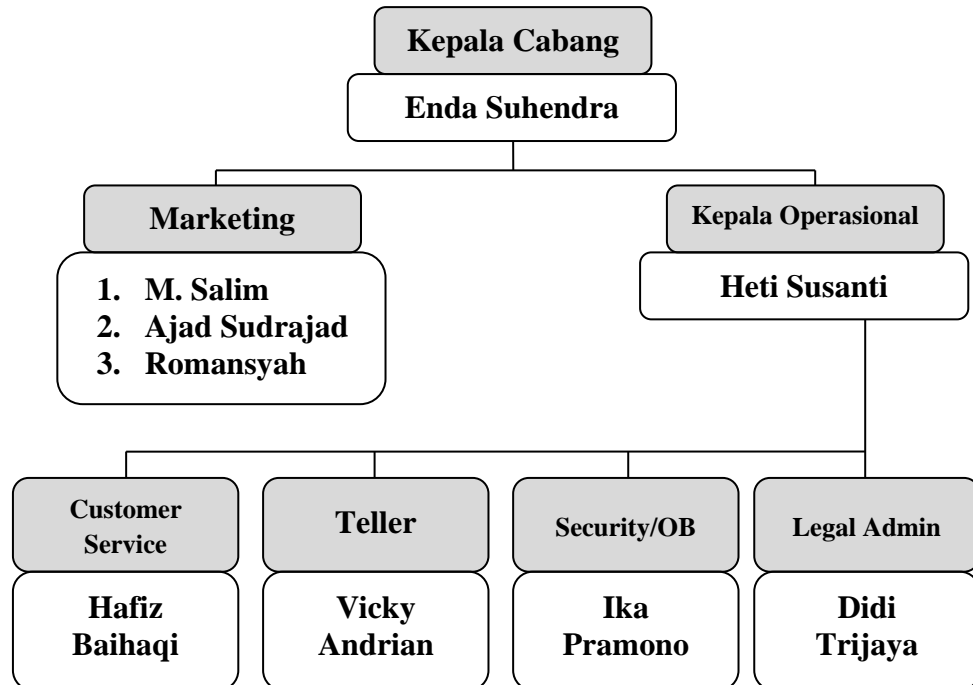 Kepala Cabang
Enda Suhendra
Marketing
1. M. Salim
2. Ajad Sudrajad
3. Romansyah
Kepala Operasional
Heti Susanti
Customer
Service
Hafiz
Baihaqi
Teller
Vicky
Andrian
Security/OB
Ika
Pramono
Legal Admin
Didi
Trijaya